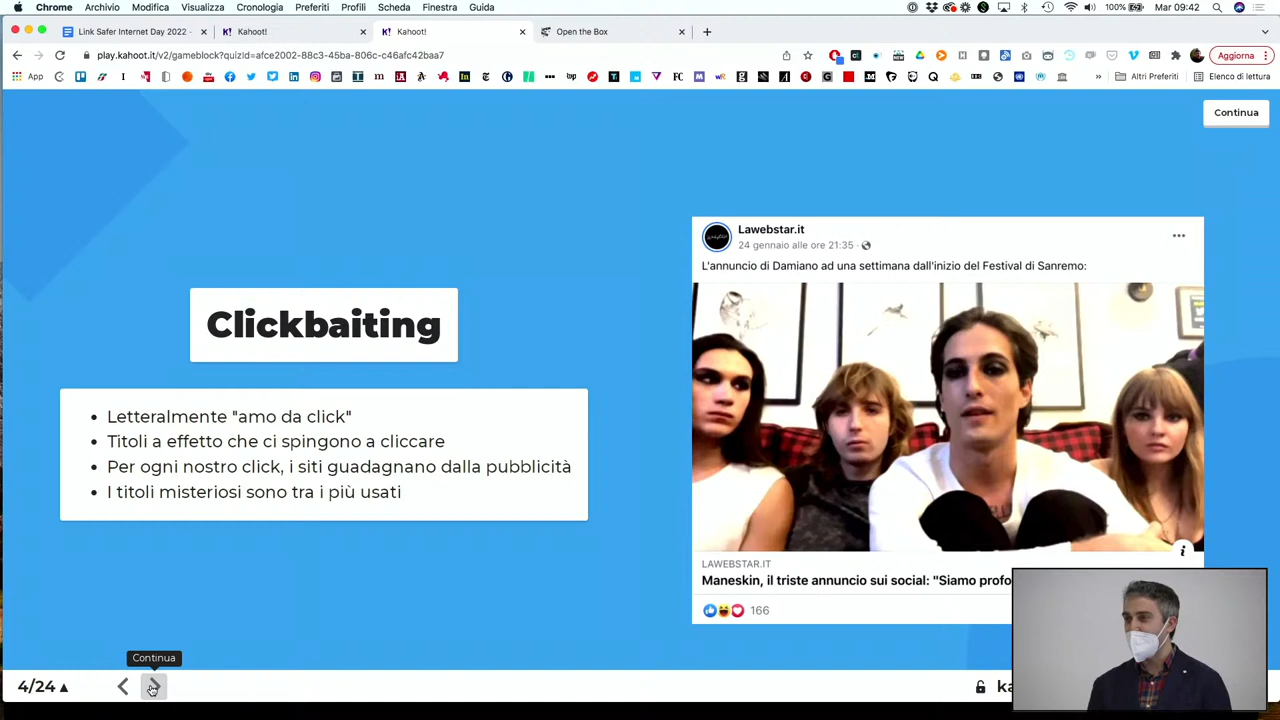 Chrome Archivio Modifica Visualizza Cronologia Preferiti Profili Scheda Finestra Guida
100% Mar 09:42
Link Safer Internet Day 2022 -
Kahoot!
Kahoot!
Open the Box
play.kahoot.it/v2/gameblock?quizId=afce2002-88c3-45ba-806c-c46afc42baa7
Aggiorna
App
Altri Preferiti
Elenco di lettura
Continua
Clickbaiting
Letteralmente "amo da click"
Titoli a effetto che ci spingono a cliccare
Per ogni nostro click, i siti guadagnano dalla pubblicità
I titoli misteriosi sono tra i più usati
Lawebstar.it
24 gennaio alle ore 21:35
L'annuncio di Damiano ad una settimana dall'inizio del Festival di Sanremo:
LAWEBSTAR.IT
Maneskin, il triste annuncio sui social: "Siamo profo
166
Continua
4/24
ka